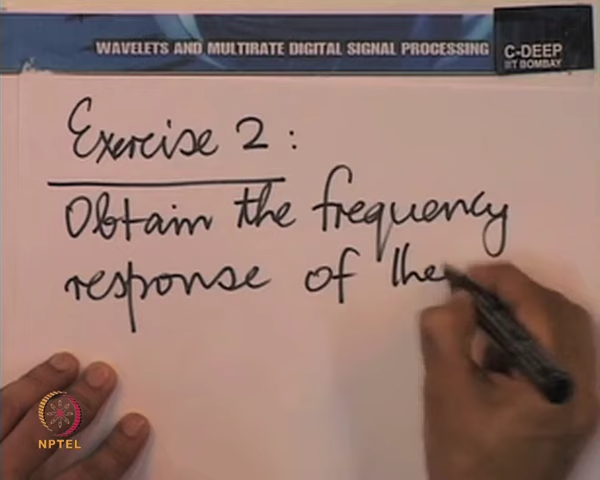 WAVELETS AND MULTIRATE DIGITAL SIGNAL PROCESSING
C-DEEP
IIT BOMBAY
Exercise 2:
Obtain the frequency
response of the
NPTEL